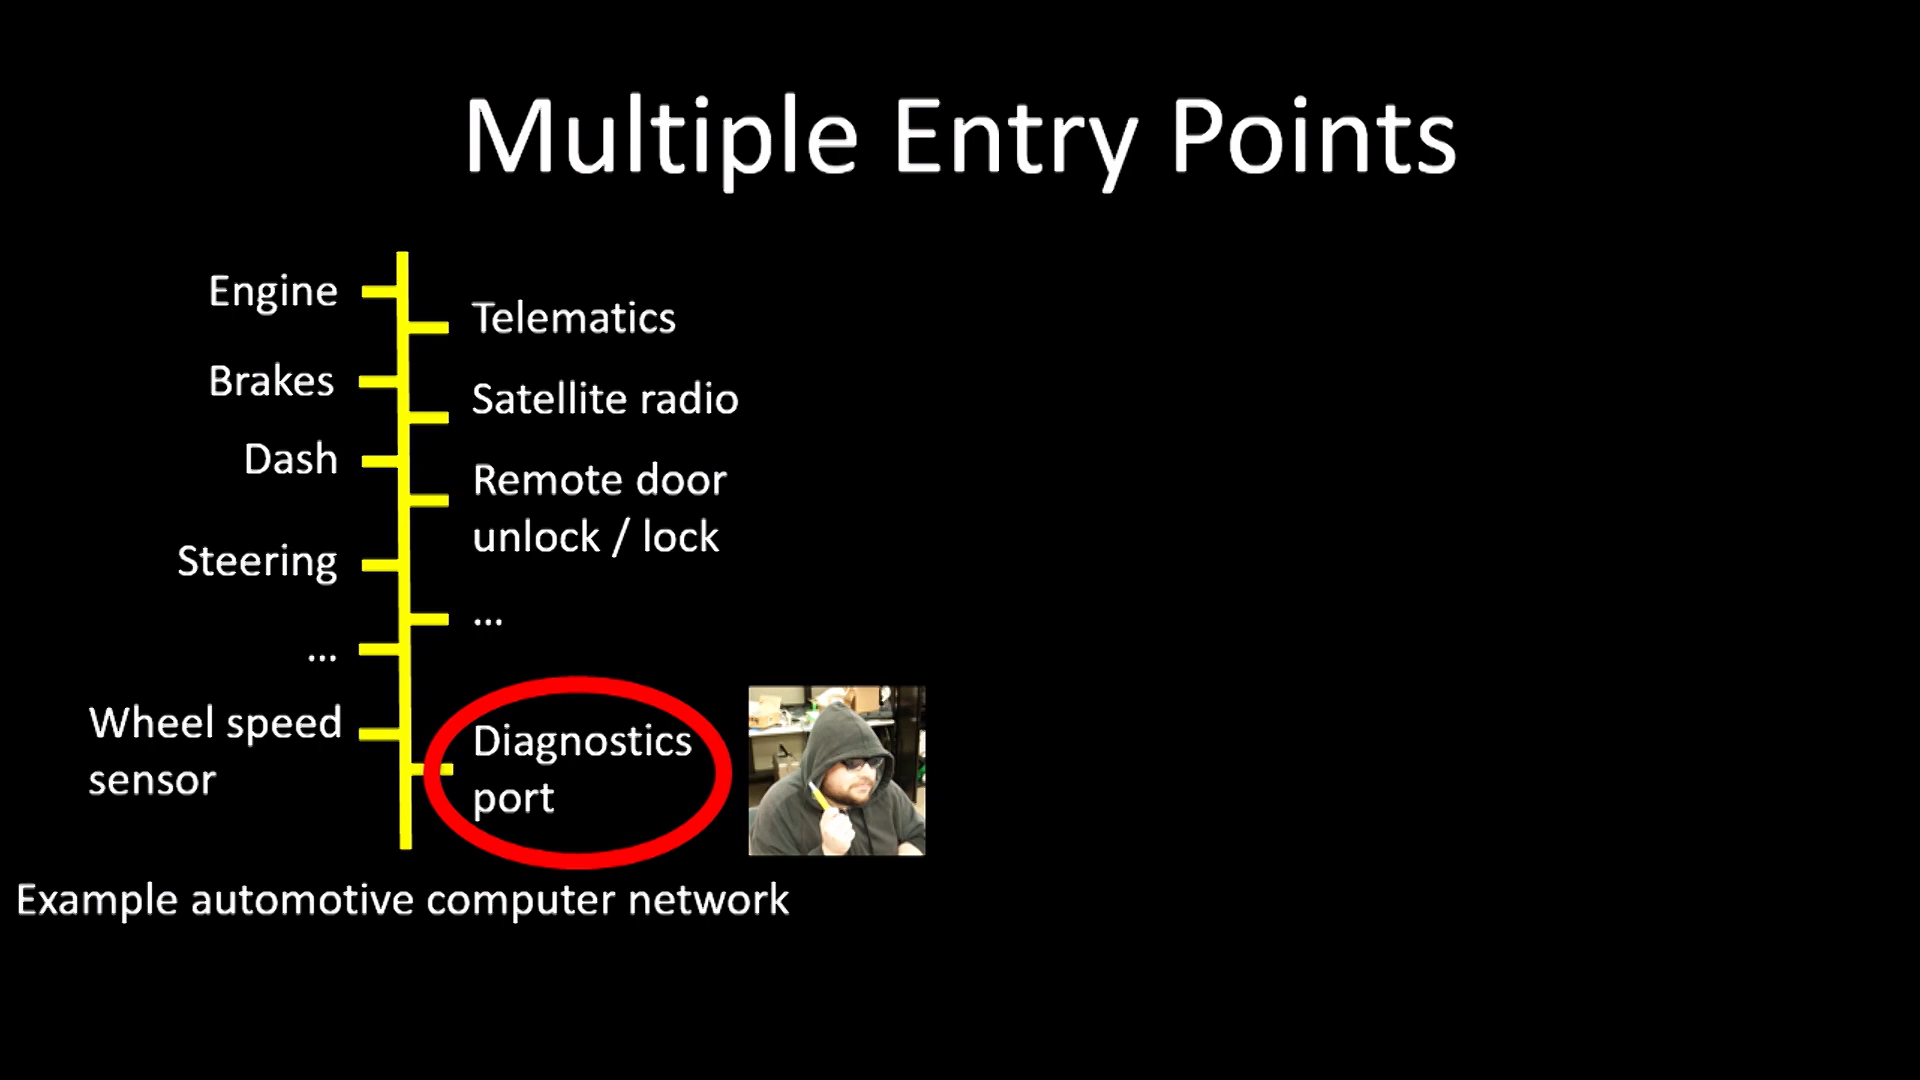 Multiple Entry Points
Engine
Telematics
Brakes
Satellite radio
Dash
Remote door
unlock / lock
Steering
...
...
Wheel speed
sensor
Diagnostics
port
Example automotive computer network